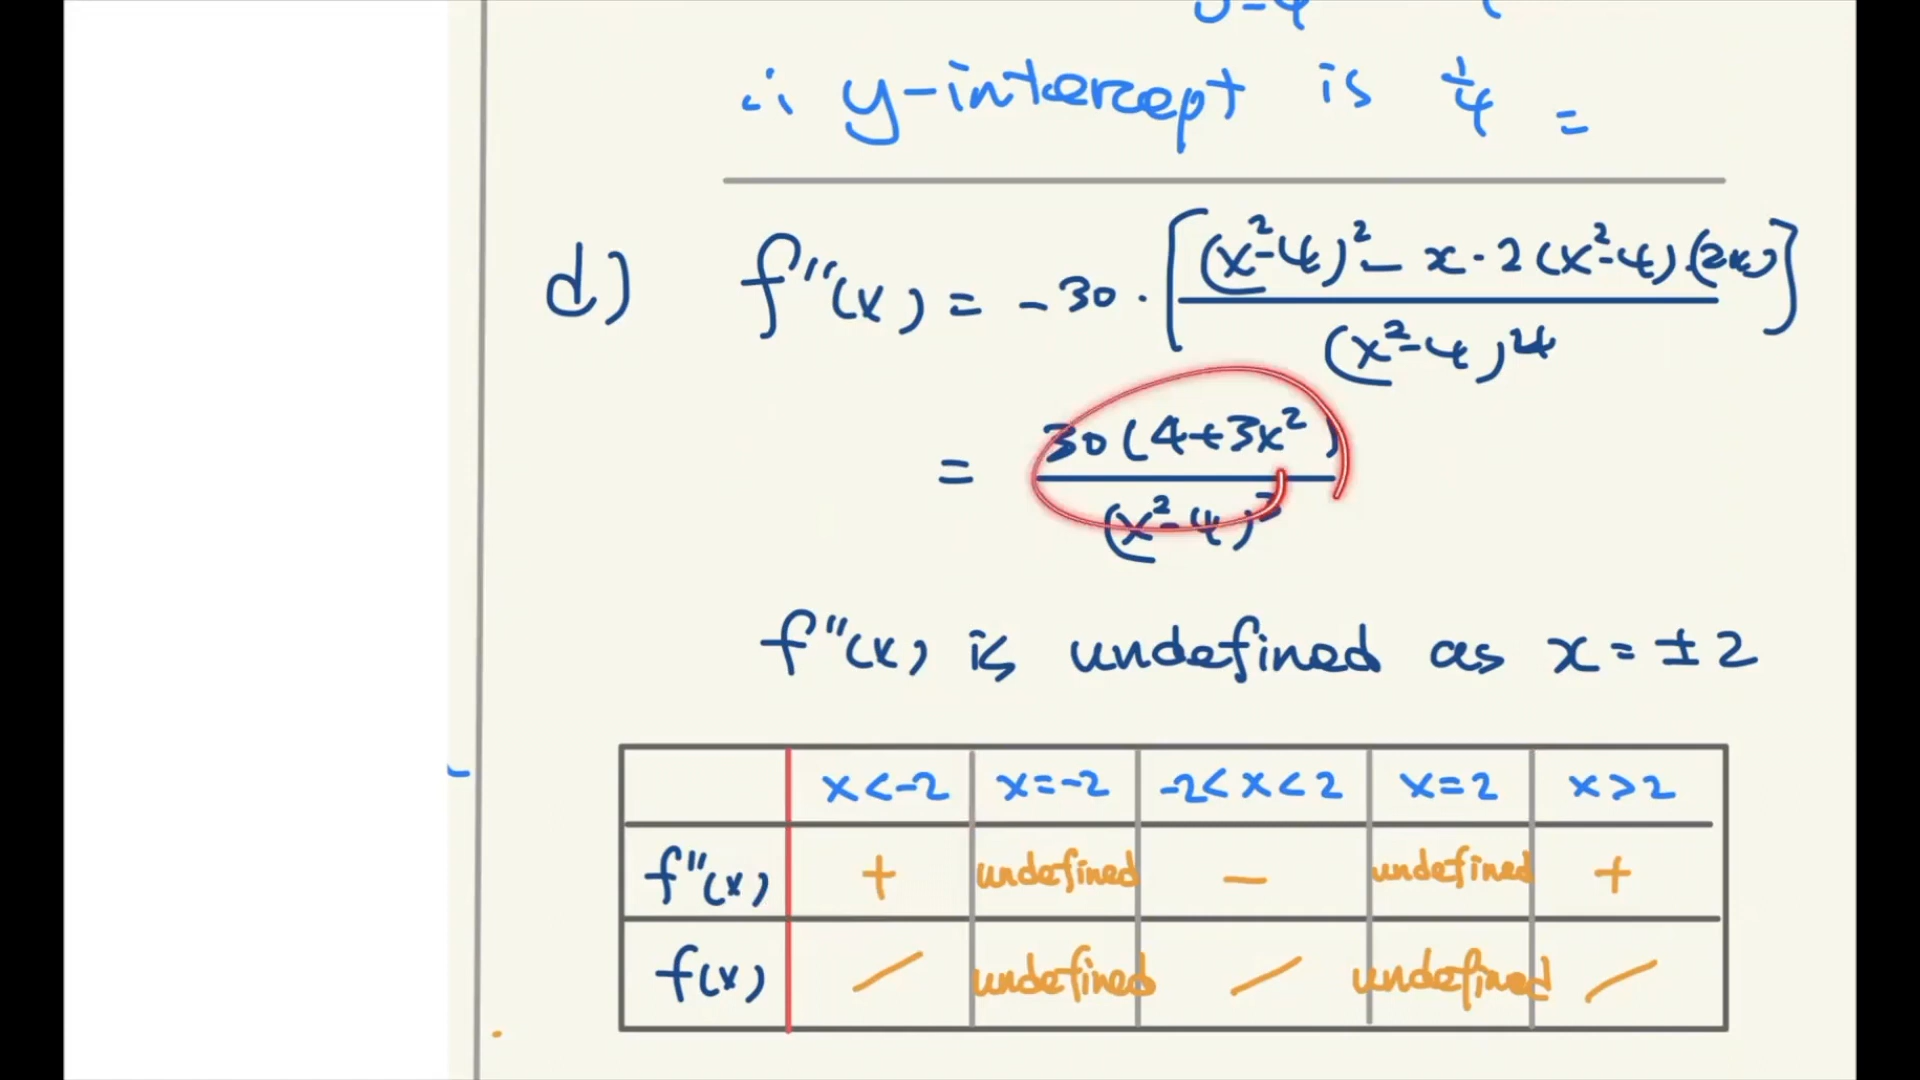 ∴ y-intercept is 1/4
d) f''(x) = -30 · [((x²-4)² - x·2(x²-4)·(2x)) / (x²-4)²⁴]
= 30(4+3x²) / (x²-4)³
f''(x) is undefined as x = ±2
x<-2 x=-2 -2<x<2 x=2 x>2
f''(x) + undefined - undefined +
f(x) / undefined / undefined /